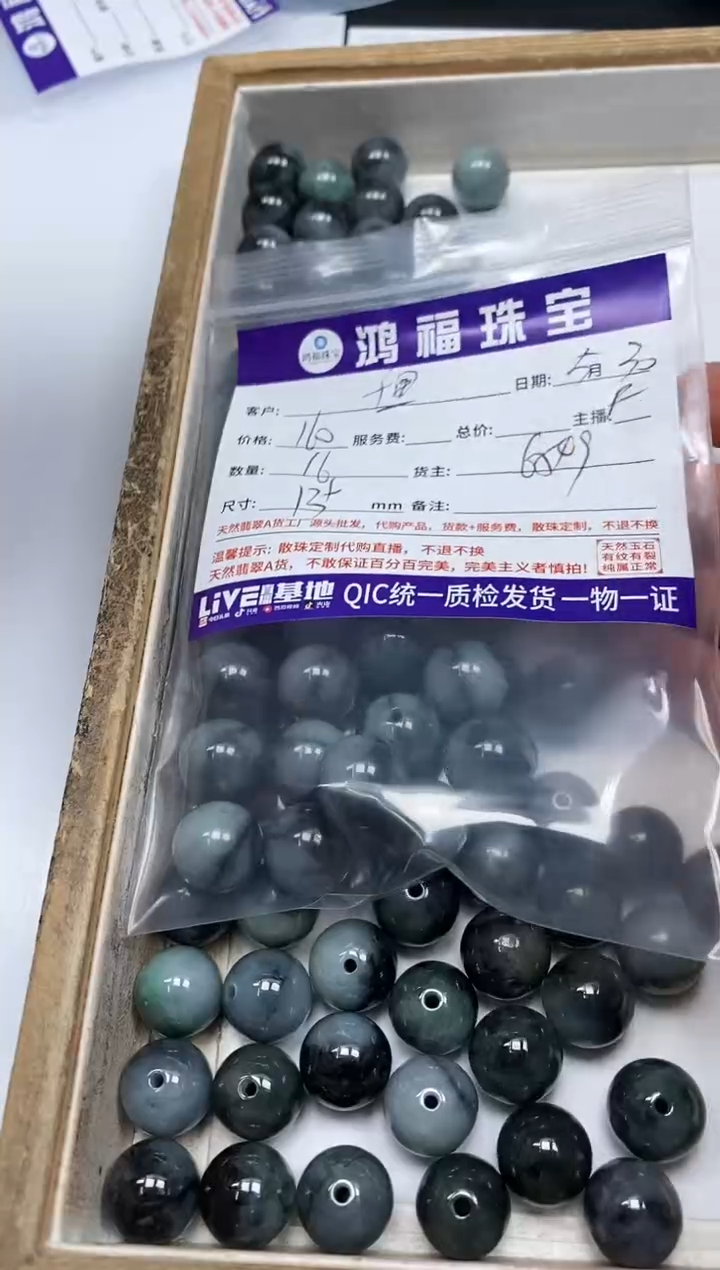 鸿福珠宝
鸿福珠宝
客户: 日期: 5月30
价格: 160 服务费: 总价: 主播:
数量: 16 货主:
尺寸: 13+ mm 备注:
天然翡翠A货工厂源头批发，代购产品，货款+服务费，散珠定制，不退不换
温馨提示: 散珠定制代购直播，不退不换
天然翡翠A货，不敢保证百分百完美，完美主义者慎拍!
天然玉石
有纹有裂
纯属正常
LiVE 基地 QIC统一质检发货 一物一证